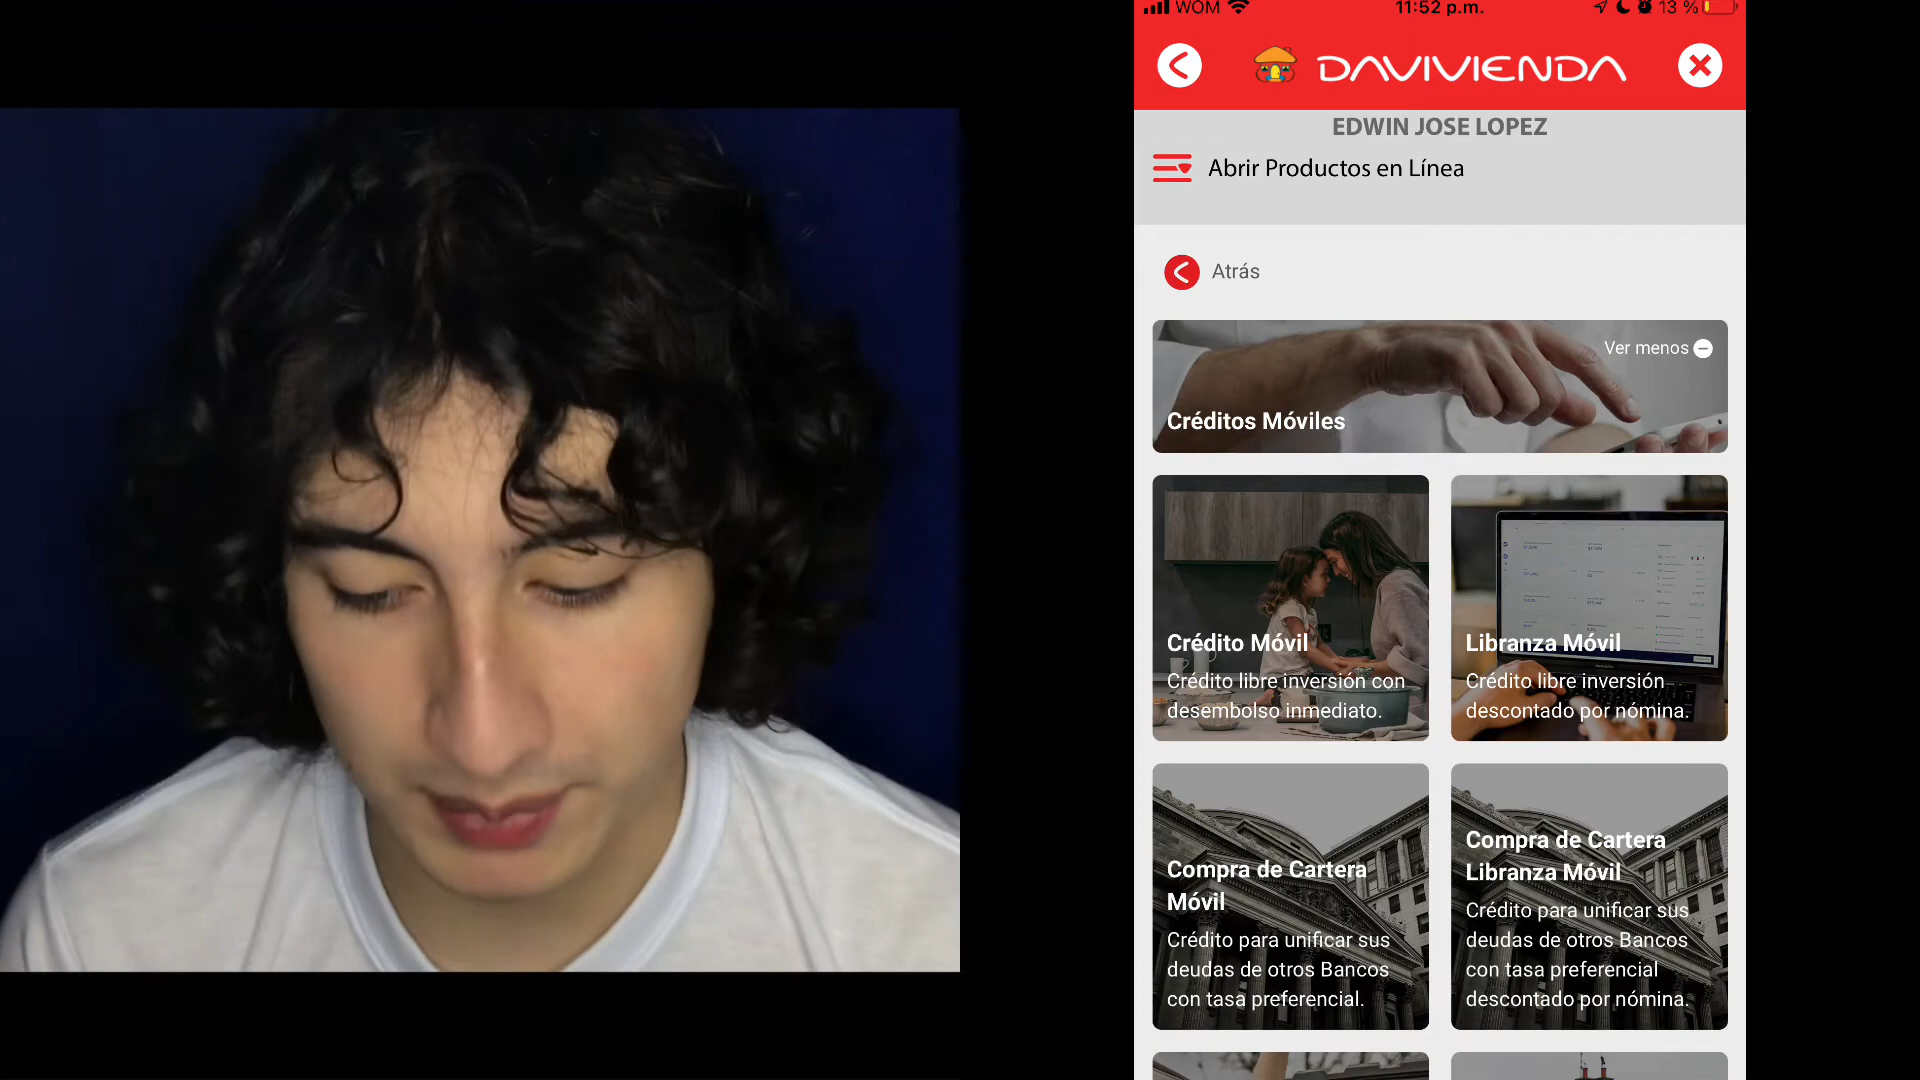 WOM 11:52 p.m. 13 %
DAVIVIENDA
EDWIN JOSE LOPEZ
Abrir Productos en Línea
Atrás
Ver menos
Créditos Móviles
Crédito Móvil
Crédito libre inversión con
desembolso inmediato.
Libranza Móvil
Crédito libre inversión
descontado por nómina.
Compra de Cartera
Móvil
Crédito para unificar sus
deudas de otros Bancos
con tasa preferencial.
Compra de Cartera
Libranza Móvil
Crédito para unificar sus
deudas de otros Bancos
con tasa preferencial
descontado por nómina.